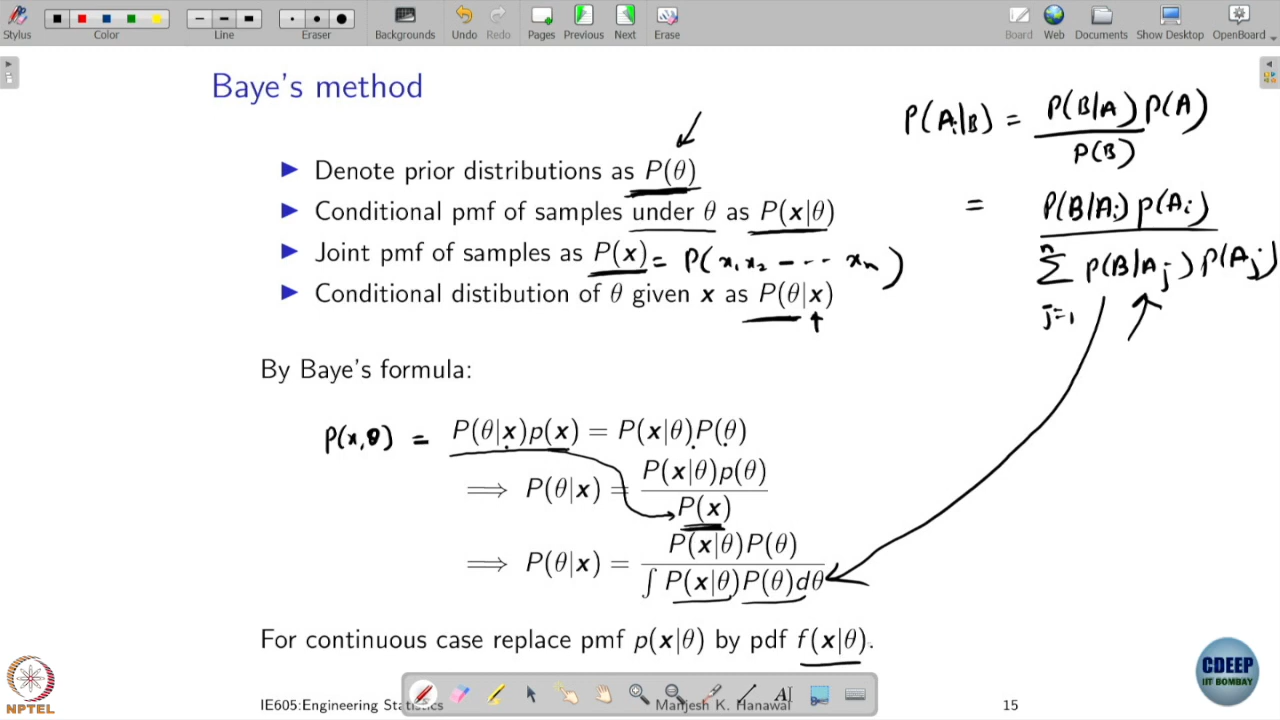 Stylus Color Line Eraser Backgrounds Undo Redo Pages Previous Next Erase Board Web Documents Show Desktop OpenBoard
Baye's method
▶ Denote prior distributions as P(θ)
▶ Conditional pmf of samples under θ as P(x|θ)
▶ Joint pmf of samples as P(x) = P(x₁ x₂ - - ... xₙ)
▶ Conditional distibution of θ given x as P(θ|x)
P(Aᵢ|B) = P(B|A) P(A) / P(B)
= P(B|Aᵢ) P(Aᵢ) / ∑ⁿⱼ₌₁ P(B|Aⱼ) P(Aⱼ)
By Baye's formula:
P(x,θ) = P(θ|x)p(x) = P(x|θ)P(θ)
⟹ P(θ|x) = P(x|θ)p(θ) / P(x)
⟹ P(θ|x) = P(x|θ)P(θ) / ∫ P(x|θ)P(θ)dθ
For continuous case replace pmf p(x|θ) by pdf f(x|θ).
NPTEL
IE605:Engineering Statistics Manjesh K. Hanawal 15
CDEEP
IIT BOMBAY